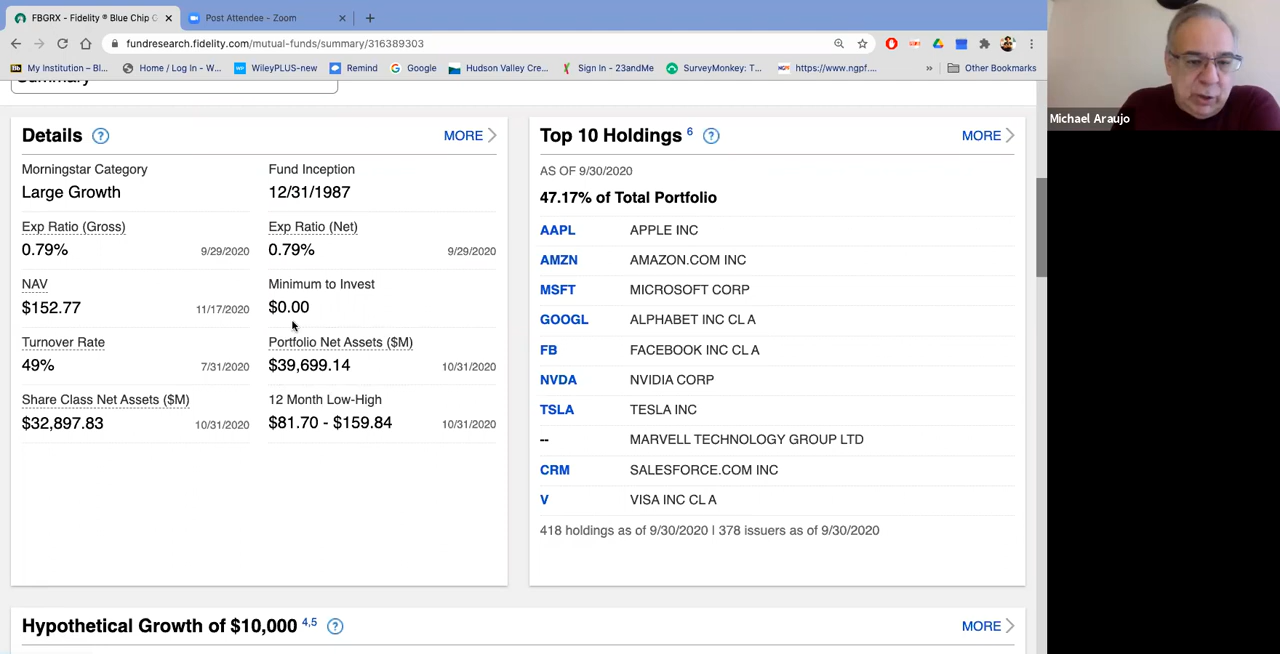 FBGRX - Fidelity ® Blue Chip G
Post Attendee - Zoom
fundresearch.fidelity.com/mutual-funds/summary/316389303
My Institution – Bl...
Home / Log In - W...
WileyPLUS-new
Remind
Google
Hudson Valley Cre...
Sign In - 23andMe
SurveyMonkey: T...
https://www.ngpf....
»
Other Bookmarks
Summary
Michael Araujo
Details ?
MORE
Morningstar Category
Large Growth
Fund Inception
12/31/1987
Exp Ratio (Gross)
0.79% 9/29/2020
Exp Ratio (Net)
0.79% 9/29/2020
NAV
$152.77 11/17/2020
Minimum to Invest
$0.00
Turnover Rate
49% 7/31/2020
Portfolio Net Assets ($M)
$39,699.14 10/31/2020
Share Class Net Assets ($M)
$32,897.83 10/31/2020
12 Month Low-High
$81.70 - $159.84 10/31/2020
Top 10 Holdings 6 ?
MORE
AS OF 9/30/2020
47.17% of Total Portfolio
AAPL APPLE INC
AMZN AMAZON.COM INC
MSFT MICROSOFT CORP
GOOGL ALPHABET INC CL A
FB FACEBOOK INC CL A
NVDA NVIDIA CORP
TSLA TESLA INC
-- MARVELL TECHNOLOGY GROUP LTD
CRM SALESFORCE.COM INC
V VISA INC CL A
418 holdings as of 9/30/2020 | 378 issuers as of 9/30/2020
Hypothetical Growth of $10,000 4,5 ?
MORE